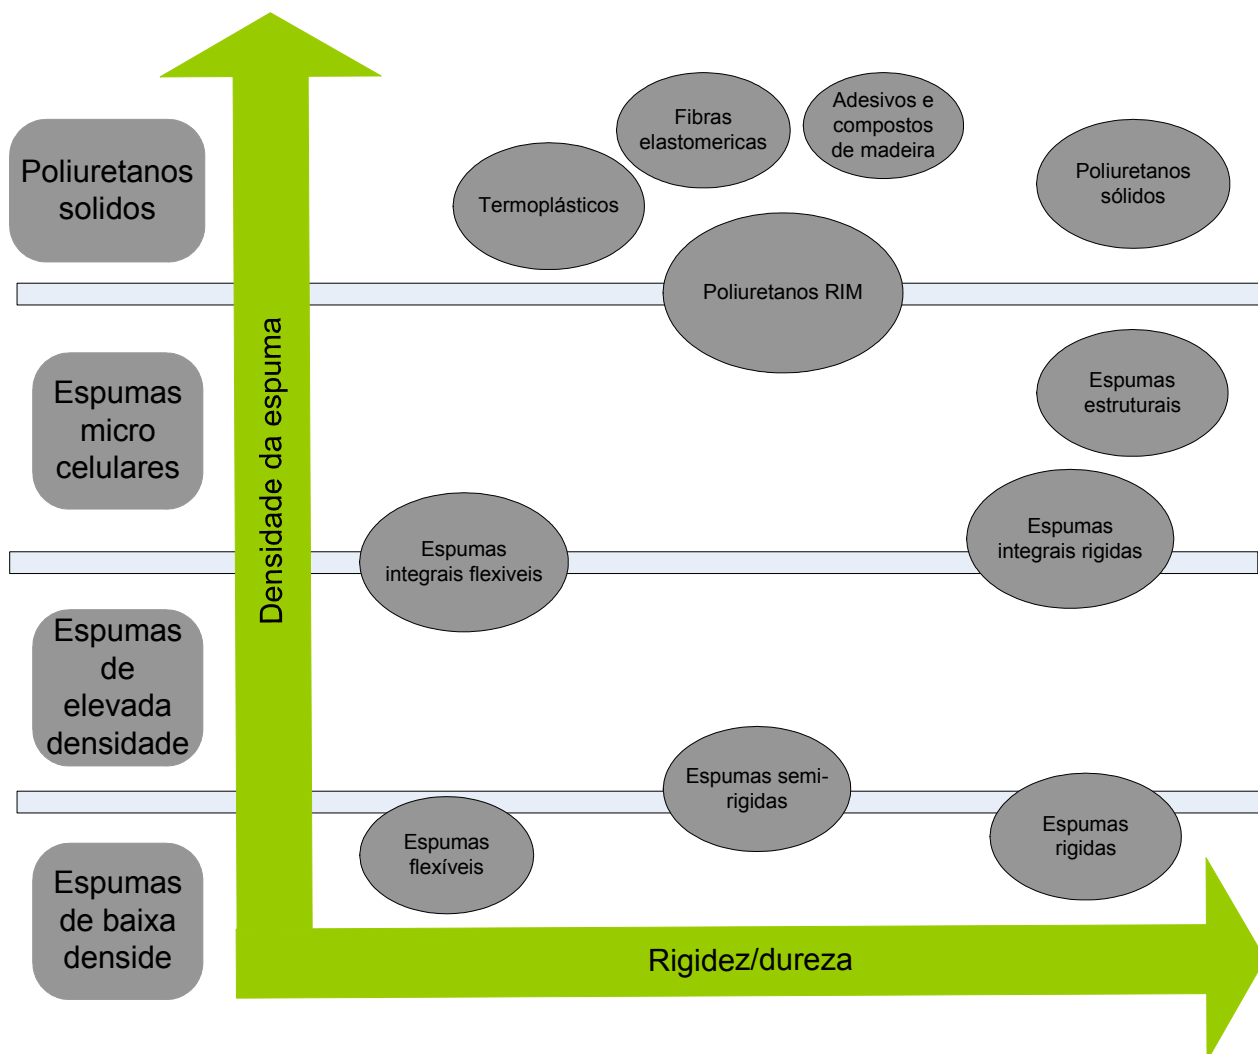 Poliuretanos
solidos
Espumas
micro
celulares
Espumas
de
elevada
densidade
Espumas
de baixa
denside
Densidade da espuma
Rigidez/dureza
Fibras
elastomericas
Adesivos e
compostos
de madeira
Termoplásticos
Poliuretanos
sólidos
Poliuretanos RIM
Espumas
estruturais
Espumas
integrais flexiveis
Espumas
integrais rigidas
Espumas semi-
rigidas
Espumas
flexíveis
Espumas
rigidas